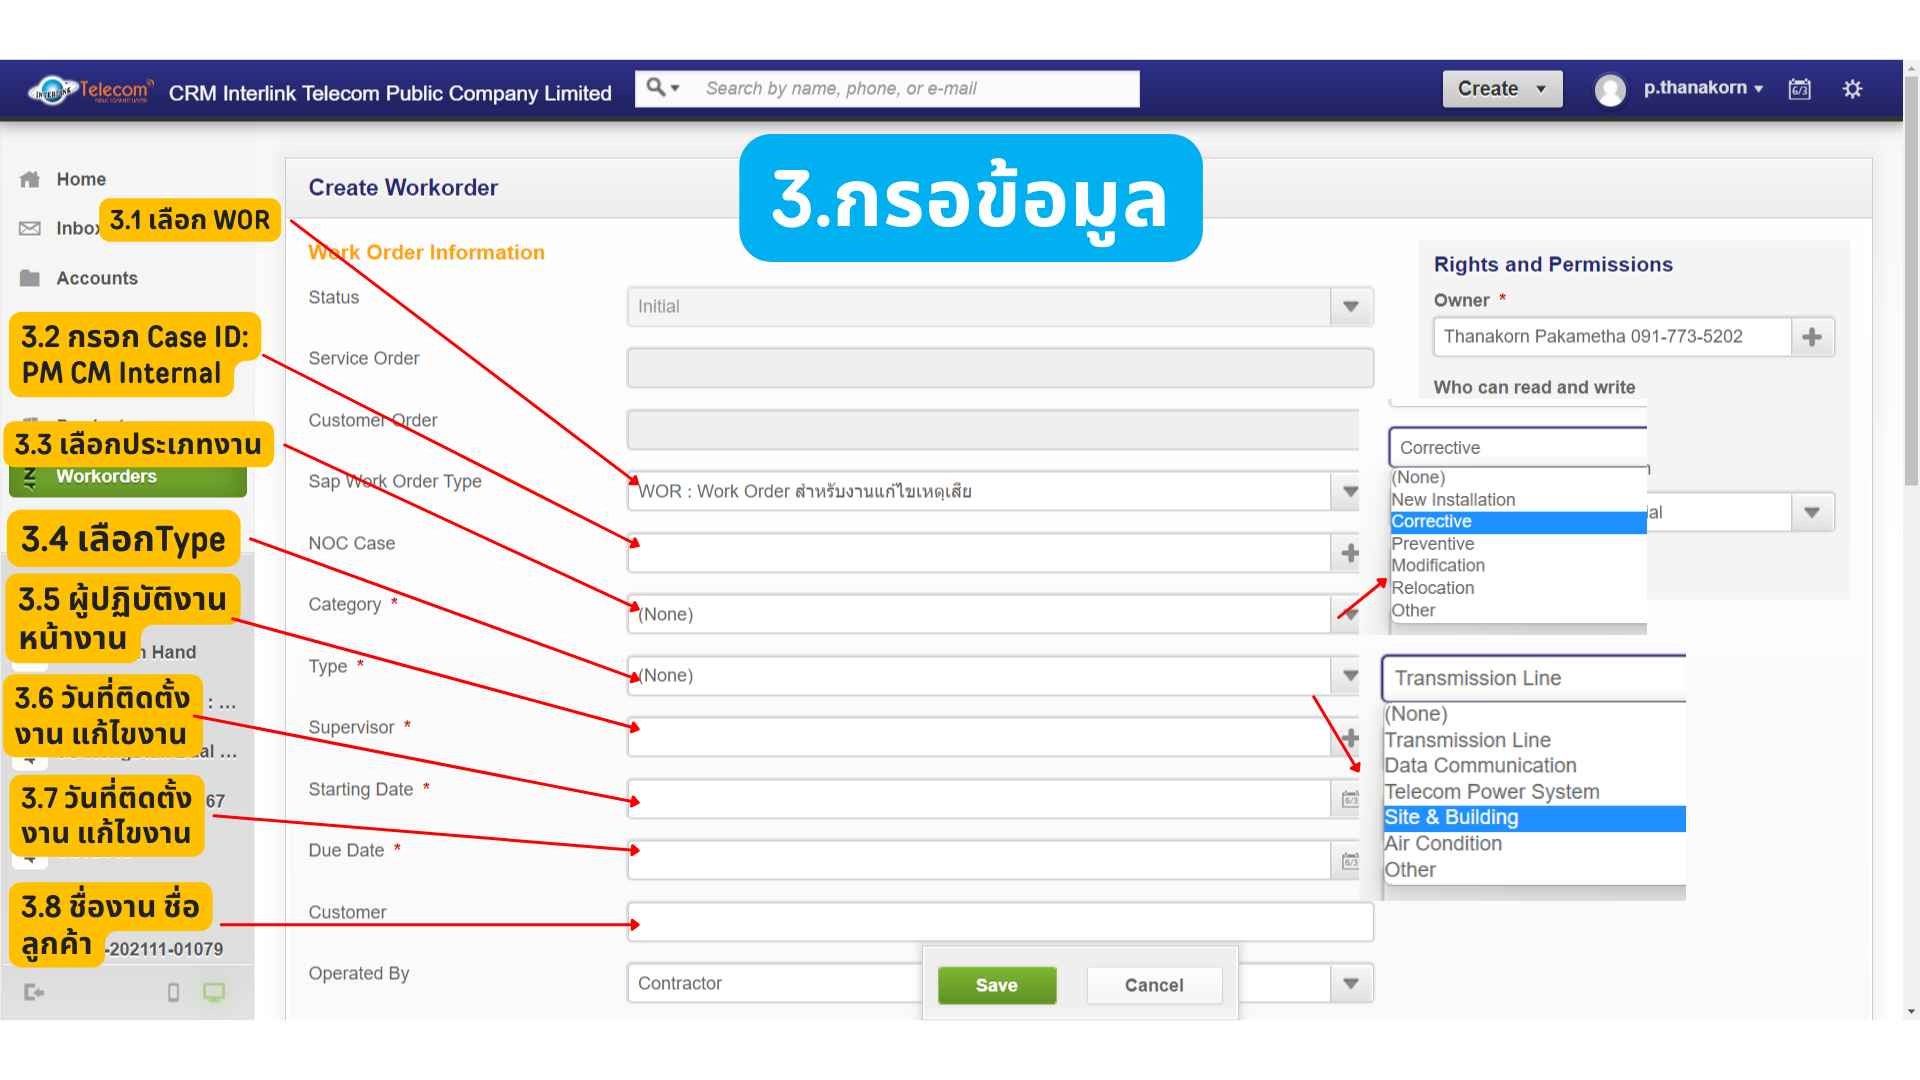 INTERLINK Telecom
PUBLIC COMPANY LIMITED
CRM Interlink Telecom Public Company Limited
Search by name, phone, or e-mail
Create
p.thanakorn
6/3
3.กรอข้อมูล
Home
Inbox
Accounts
Workorders
n Hand
: ...
al ...
67
-202111-01079
3.1 เลือก WOR
3.2 กรอก Case ID:
PM CM Internal
3.3 เลือกประเภทงาน
3.4 เลือกType
3.5 ผู้ปฏิบัติงาน
หน้างาน
3.6 วันที่ติดตั้ง
งาน แก้ไขงาน
3.7 วันที่ติดตั้ง
งาน แก้ไขงาน
3.8 ชื่องาน ชื่อ
ลูกค้า
Create Workorder
Work Order Information
Status
Initial
Service Order
Customer Order
Sap Work Order Type
WOR : Work Order สำหรับงานแก้ไขเหตุเสีย
NOC Case
Category *
(None)
Type *
(None)
Supervisor *
Starting Date *
6/3
Due Date *
6/3
Customer
Operated By
Contractor
Save
Cancel
Rights and Permissions
Owner *
Thanakorn Pakametha 091-773-5202
Who can read and write
ial
Corrective
(None)
New Installation
Corrective
Preventive
Modification
Relocation
Other
Transmission Line
(None)
Transmission Line
Data Communication
Telecom Power System
Site & Building
Air Condition
Other